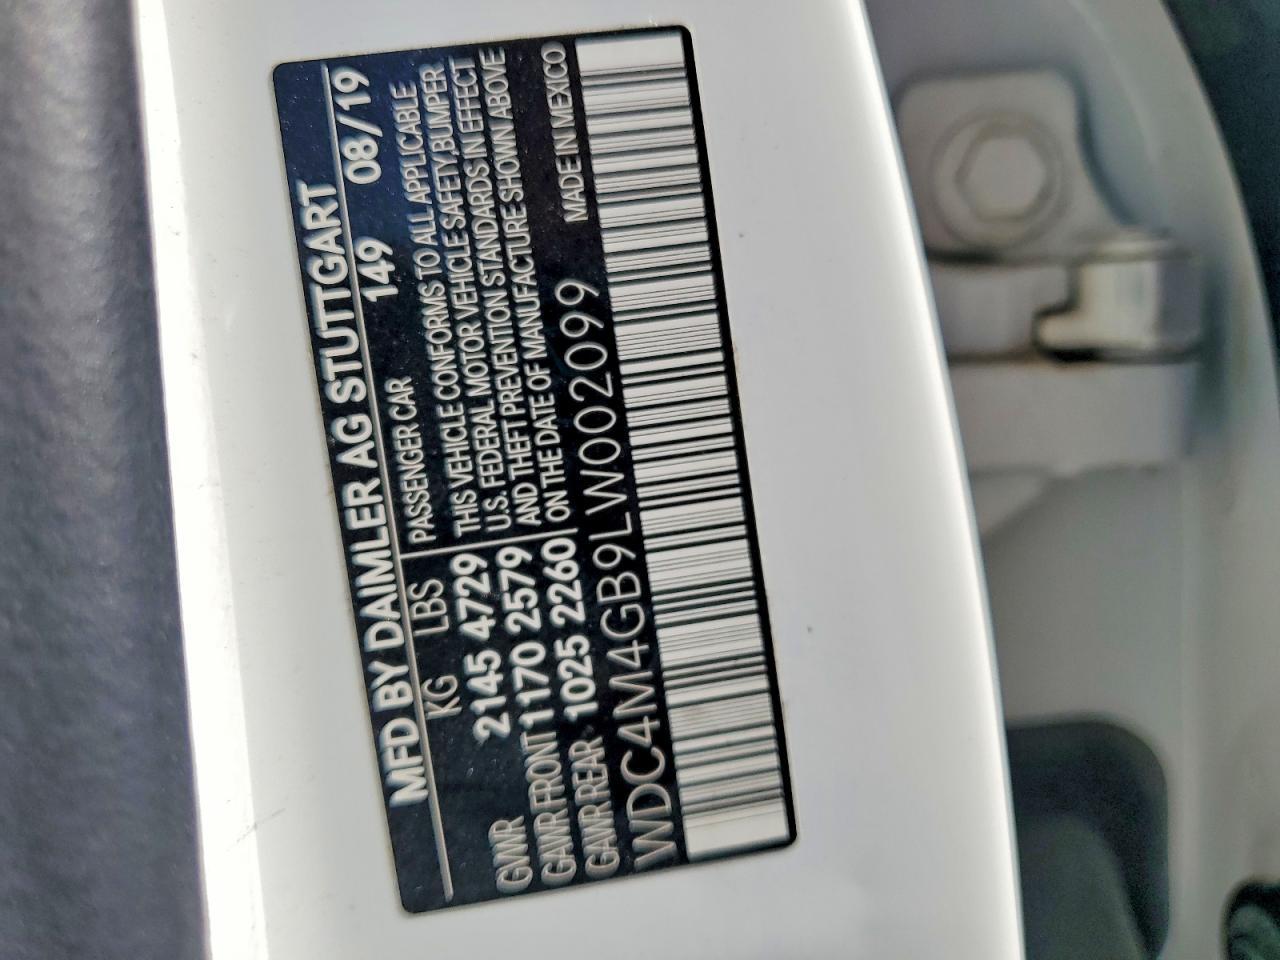 MFD BY DAIMLER AG STUTTGART
149 08/19
KG LBS PASSENGER CAR
GVWR 2145 4729
GAWR FRONT 1170 2579
GAWR REAR 1025 2260
THIS VEHICLE CONFORMS TO ALL APPLICABLE
U.S. FEDERAL MOTOR VEHICLE SAFETY,BUMPER
AND THEFT PREVENTION STANDARDS IN EFFECT
ON THE DATE OF MANUFACTURE SHOWN ABOVE
WDC4M4GB9LW002099 MADE IN MEXICO